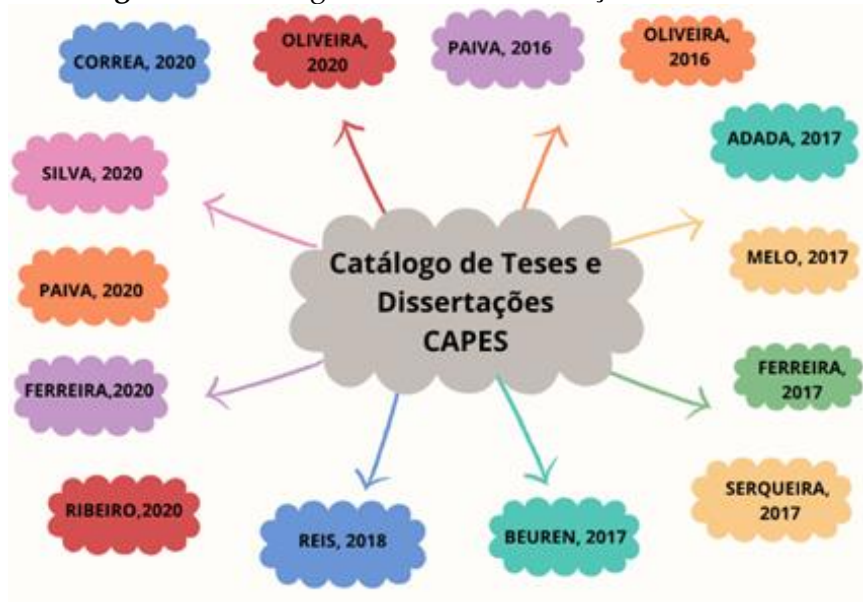 CORREA, 2020
OLIVEIRA,
2020
PAIVA, 2016
OLIVEIRA,
2016
ADADA, 2017
SILVA, 2020
MELO, 2017
Catálogo de Teses e
Dissertações
CAPES
PAIVA, 2020
FERREIRA,2020
FERREIRA,
2017
RIBEIRO,2020
REIS, 2018
BEUREN, 2017
SERQUEIRA,
2017